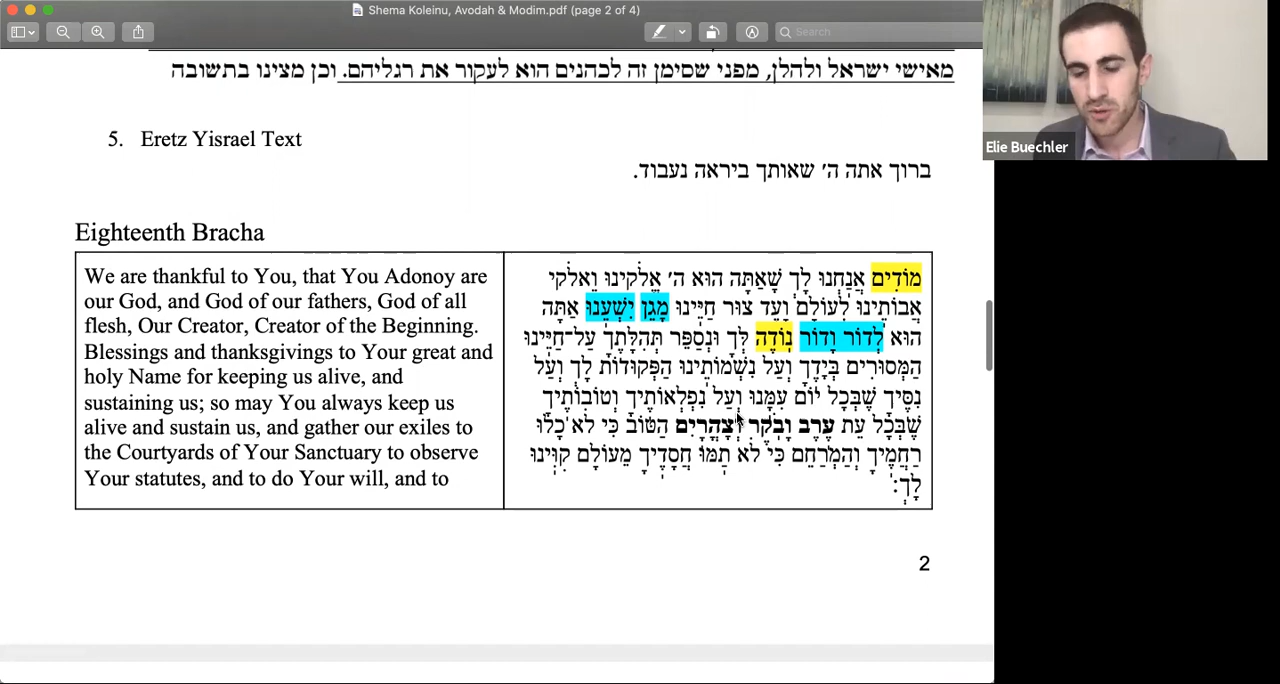 Shema Koleinu, Avodah & Modim.pdf (page 2 of 4)
Search
מאישי ישראל ולהלן, מפני שסימן זה לכהנים הוא לעקור את רגליהם. וכן מצינו בתשובה
Elie Buechler
5. Eretz Yisrael Text
ברוך אתה ה׳ שאותך ביראה נעבוד.
Eighteenth Bracha
We are thankful to You, that You Adonoy are
our God, and God of our fathers, God of all
flesh, Our Creator, Creator of the Beginning.
Blessings and thanksgivings to Your great and
holy Name for keeping us alive, and
sustaining us; so may You always keep us
alive and sustain us, and gather our exiles to
the Courtyards of Your Sanctuary to observe
Your statutes, and to do Your will, and to
מוֹדִים אֲנַחְנוּ לָךְ שָׁאַתָּה הוּא ה׳ אֱלֹקֵינוּ וֵאלֹקֵי
אֲבוֹתֵינוּ לְעוֹלָם וָעֶד צוּר חַיֵּינוּ מָגֵן יִשְׁעֵנוּ אַתָּה
הוּא לְדוֹר וָדוֹר נוֹדֶה לְּךָ וּנְסַפֵּר תְּהִלָּתֶךָ עַל־חַיֵּינוּ
הַמְּסוּרִים בְּיָדֶךָ וְעַל נִשְׁמוֹתֵינוּ הַפְּקוּדוֹת לָךְ וְעַל
נִסֶּיךָ שֶׁבְּכָל יוֹם עִמָּנוּ וְעַל נִפְלְאוֹתֶיךָ וְטוֹבוֹתֶיךָ
שֶׁבְּכָל עֵת עֶרֶב וָבֹקֶר וְצָהֳרָיִם הַטּוֹב כִּי לֹא כָלוּ
רַחֲמֶיךָ וְהַמְרַחֵם כִּי לֹא תַמּוּ חֲסָדֶיךָ מֵעוֹלָם קִוִּינוּ
לָךְ:
2